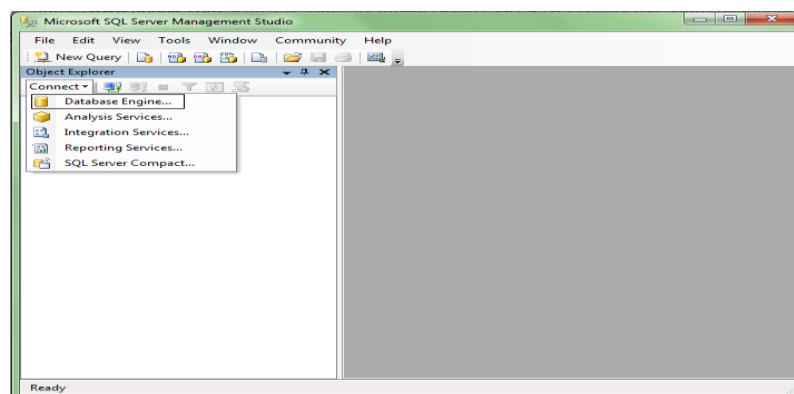 Microsoft SQL Server Management Studio
File Edit View Tools Window Community Help
New Query
Object Explorer
Connect
Database Engine...
Analysis Services...
Integration Services...
Reporting Services...
SQL Server Compact...
Ready